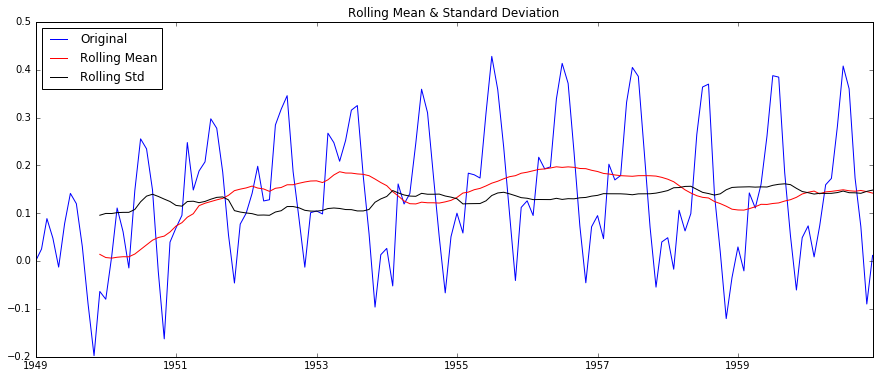 Rolling Mean & Standard Deviation
Original
Rolling Mean
Rolling Std
0.5
0.4
0.3
0.2
0.1
0.0
−0.1
−0.2
1949 1951 1953 1955 1957 1959